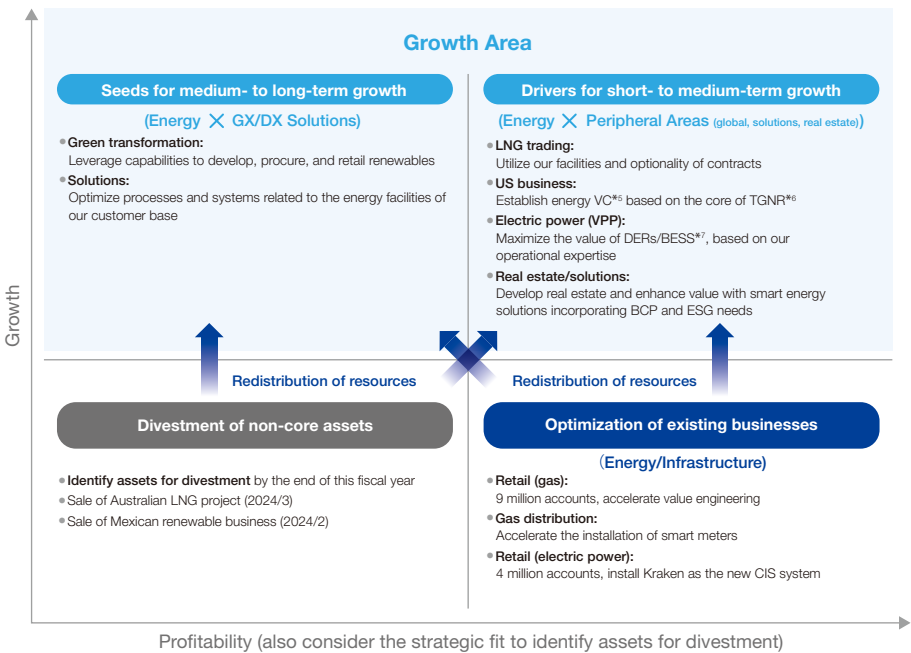 Growth Area
Seeds for medium- to long-term growth
(Energy × GX/DX Solutions)
•Green transformation:
Leverage capabilities to develop, procure, and retail renewables
•Solutions:
Optimize processes and systems related to the energy facilities of
our customer base
Drivers for short- to medium-term growth
(Energy × Peripheral Areas (global, solutions, real estate))
•LNG trading:
Utilize our facilities and optionality of contracts
•US business:
Establish energy VC*5 based on the core of TGNR*6
•Electric power (VPP):
Maximize the value of DERs/BESS*7, based on our
operational expertise
•Real estate/solutions:
Develop real estate and enhance value with smart energy
solutions incorporating BCP and ESG needs
Growth
Redistribution of resources
Redistribution of resources
Divestment of non-core assets
•Identify assets for divestment by the end of this fiscal year
•Sale of Australian LNG project (2024/3)
•Sale of Mexican renewable business (2024/2)
Optimization of existing businesses
(Energy/Infrastructure)
•Retail (gas):
9 million accounts, accelerate value engineering
•Gas distribution:
Accelerate the installation of smart meters
•Retail (electric power):
4 million accounts, install Kraken as the new CIS system
Profitability (also consider the strategic fit to identify assets for divestment)